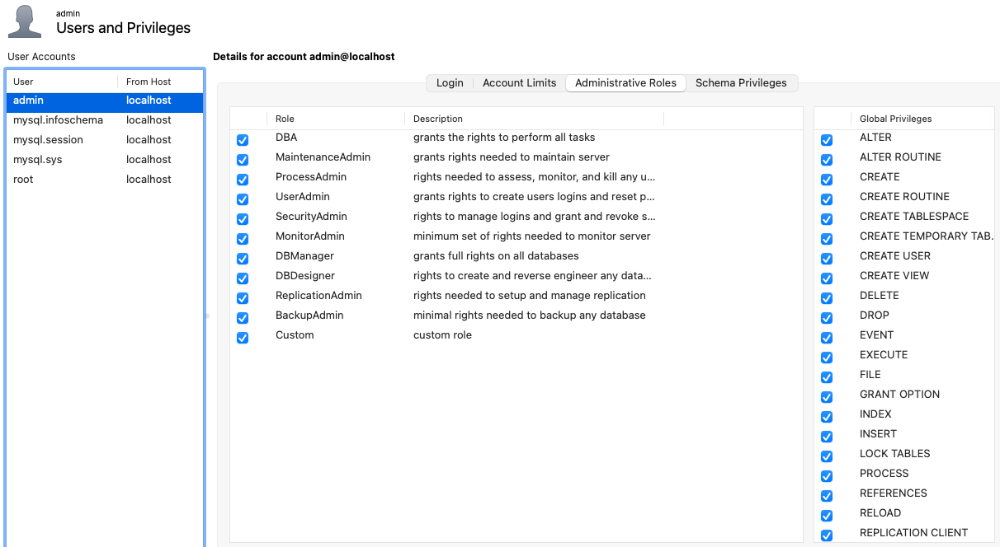 admin
Users and Privileges
User Accounts
Details for account admin@localhost
User From Host
admin localhost
mysql.infoschema localhost
mysql.session localhost
mysql.sys localhost
root localhost
Login Account Limits Administrative Roles Schema Privileges
Role Description
DBA grants the rights to perform all tasks
MaintenanceAdmin grants rights needed to maintain server
ProcessAdmin rights needed to assess, monitor, and kill any u...
UserAdmin grants rights to create users logins and reset p...
SecurityAdmin rights to manage logins and grant and revoke s...
MonitorAdmin minimum set of rights needed to monitor server
DBManager grants full rights on all databases
DBDesigner rights to create and reverse engineer any data...
ReplicationAdmin rights needed to setup and manage replication
BackupAdmin minimal rights needed to backup any database
Custom custom role
Global Privileges
ALTER
ALTER ROUTINE
CREATE
CREATE ROUTINE
CREATE TABLESPACE
CREATE TEMPORARY TAB.
CREATE USER
CREATE VIEW
DELETE
DROP
EVENT
EXECUTE
FILE
GRANT OPTION
INDEX
INSERT
LOCK TABLES
PROCESS
REFERENCES
RELOAD
REPLICATION CLIENT